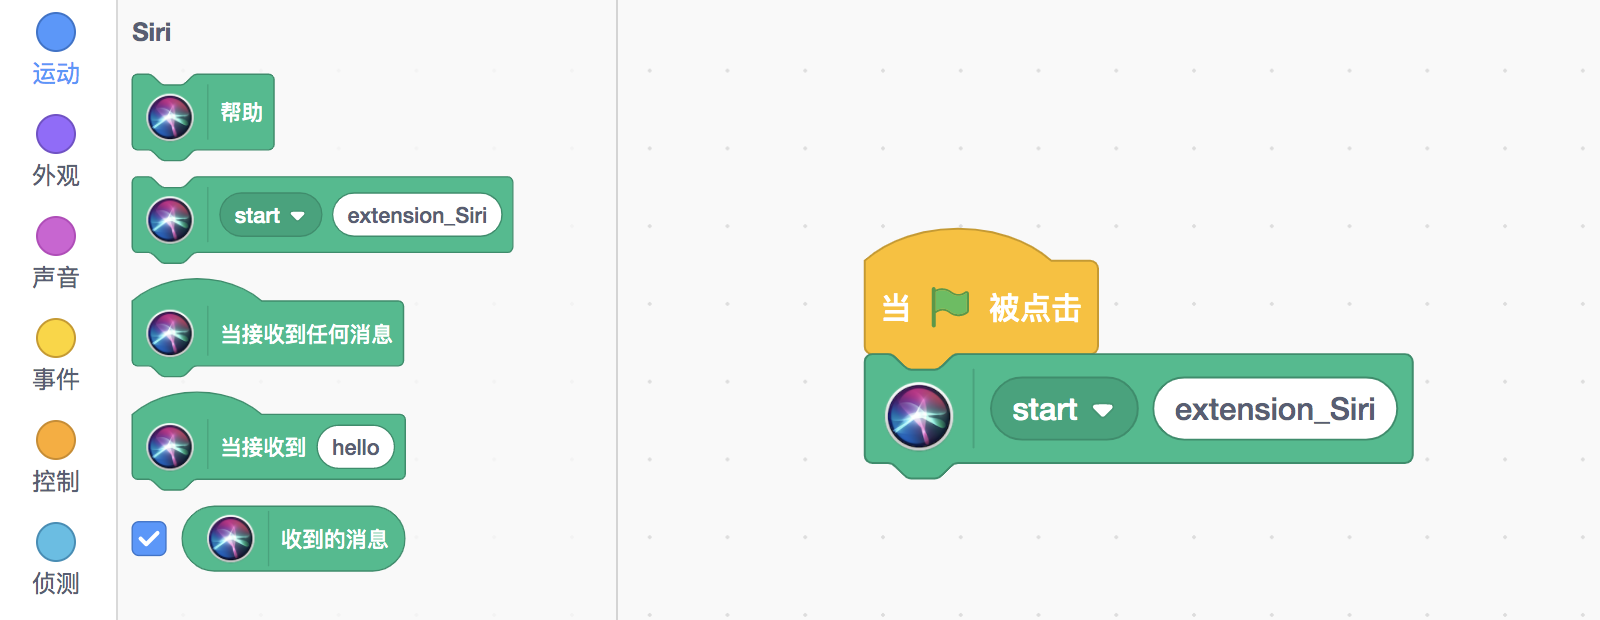 运动
外观
声音
事件
控制
侦测
Siri
帮助
start extension_Siri
当接收到任何消息
当接收到 hello
收到的消息
当 被点击
start extension_Siri